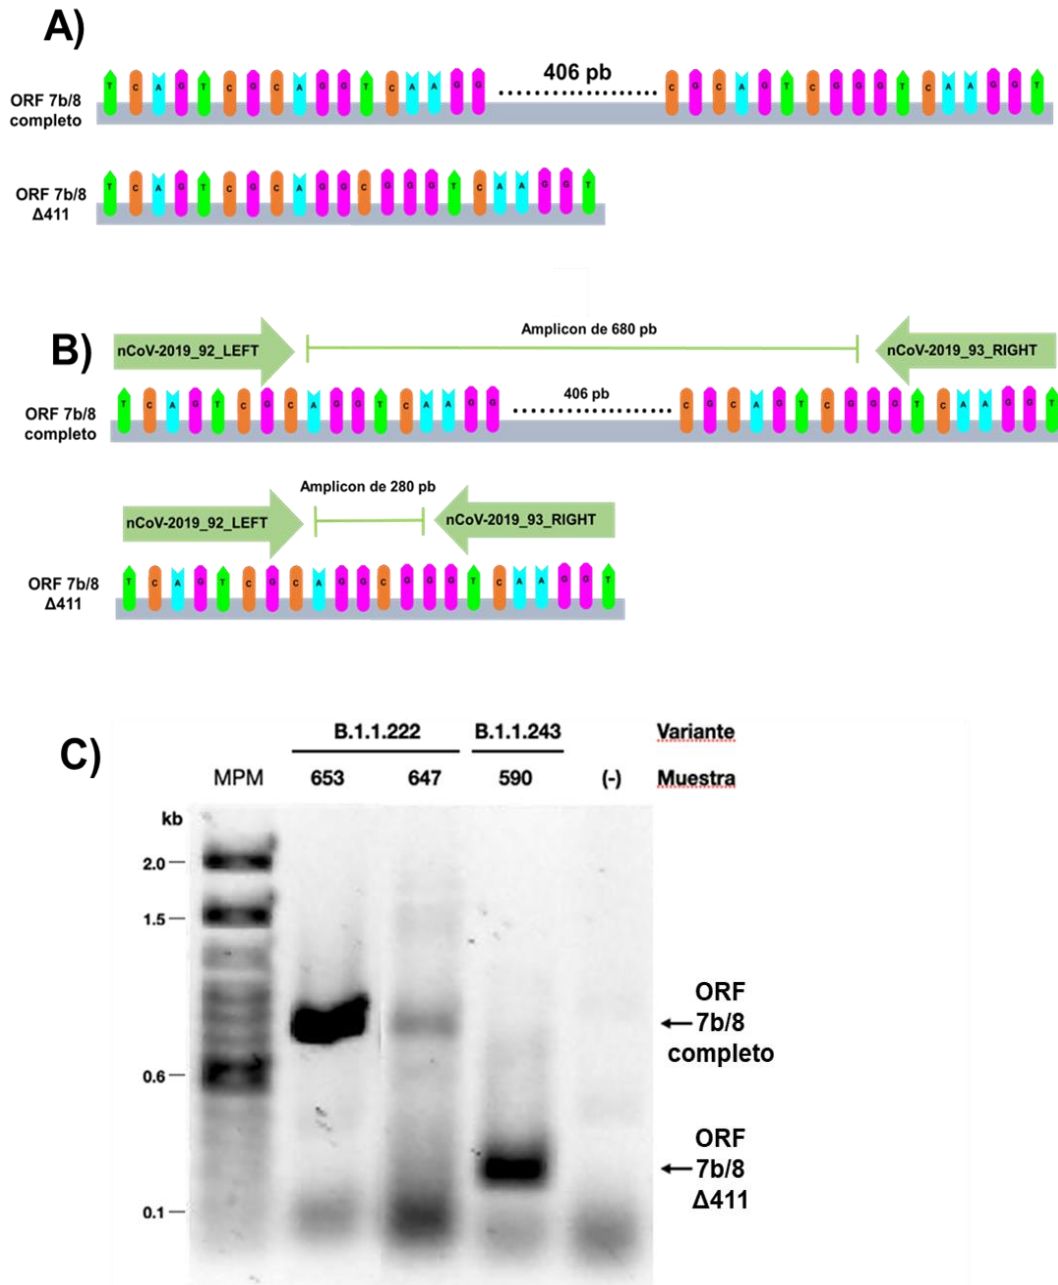 A)
T C A G T C G C A G G T C A A G G 406 pb C G C A G T C G G G T C A A G G T
ORF 7b/8
completo
T C A G T C G C A G G C G G G T C A A G G T
ORF 7b/8
Δ411
B)
nCoV-2019_92_LEFT
Amplicon de 680 pb
nCoV-2019_93_RIGHT
T C A G T C G C A G G T C A A G G 406 pb C G C A G T C G G G T C A A G G T
ORF 7b/8
completo
nCoV-2019_92_LEFT
Amplicon de 280 pb
nCoV-2019_93_RIGHT
T C A G T C G C A G G C G G G T C A A G G T
ORF 7b/8
Δ411
C)
B.1.1.222 B.1.1.243 Variante
MPM 653 647 590 (-) Muestra
kb
2.0
1.5
0.6
0.1
ORF
7b/8
completo
ORF
7b/8
Δ411